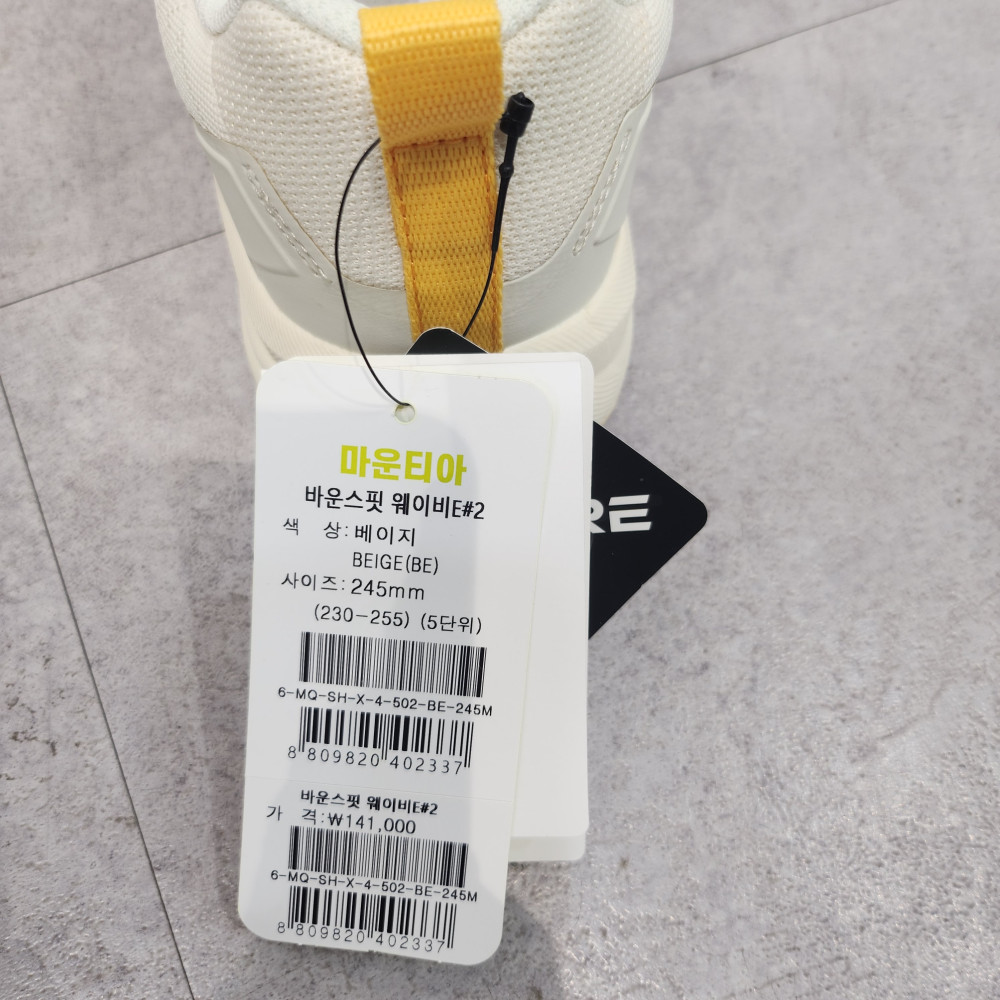 마운티아
바운스핏 웨이비E#2
색 상:베이지
BEIGE(BE)
사이즈:245mm
(230-255) (5단위)
6-MQ-SH-X-4-502-BE-245M
8 809820 402337
바운스핏 웨이비E#2
가 격:₩141,000
6-MQ-SH-X-4-502-BE-245M
8 809820 402337
RE